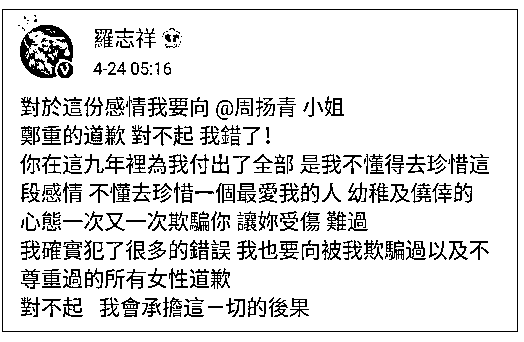 羅志祥
4-24 05:16
對於這份感情我要向 @周扬青 小姐
鄭重的道歉 對不起 我錯了!
你在這九年裡為我付出了全部 是我不懂得去珍惜這
段感情 不懂去珍惜一個最愛我的人 幼稚及僥倖的
心態一次又一次欺騙你 讓妳受傷 難過
我確實犯了很多的錯誤 我也要向被我欺騙過以及不
尊重過的所有女性道歉
對不起 我會承擔這一切的後果